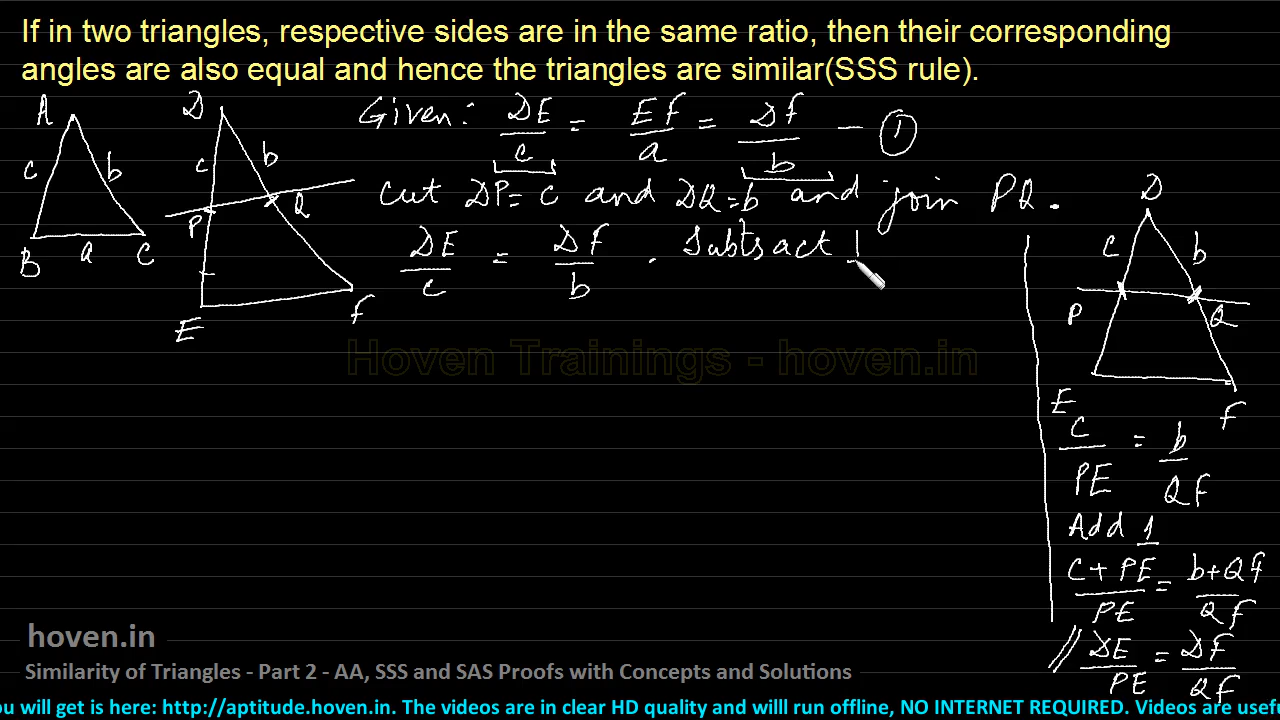 If in two triangles, respective sides are in the same ratio, then their corresponding
angles are also equal and hence the triangles are similar(SSS rule).
A
c b
B a C
D
c b
P Q
E F
Given: DE/c = EF/a = DF/b — ①
cut DP = c and DQ = b and join PQ.
DE/c = DF/b . Subtract 1
D
c b
P Q
E F
c/PE = b/QF
Add 1
c+PE/PE = b+QF/QF
// DE/PE = DF/QF
Hoven Trainings - hoven.in
hoven.in
Similarity of Triangles - Part 2 - AA, SSS and SAS Proofs with Concepts and Solutions
ou will get is here: http://aptitude.hoven.in. The videos are in clear HD quality and willl run offline, NO INTERNET REQUIRED. Videos are usefu